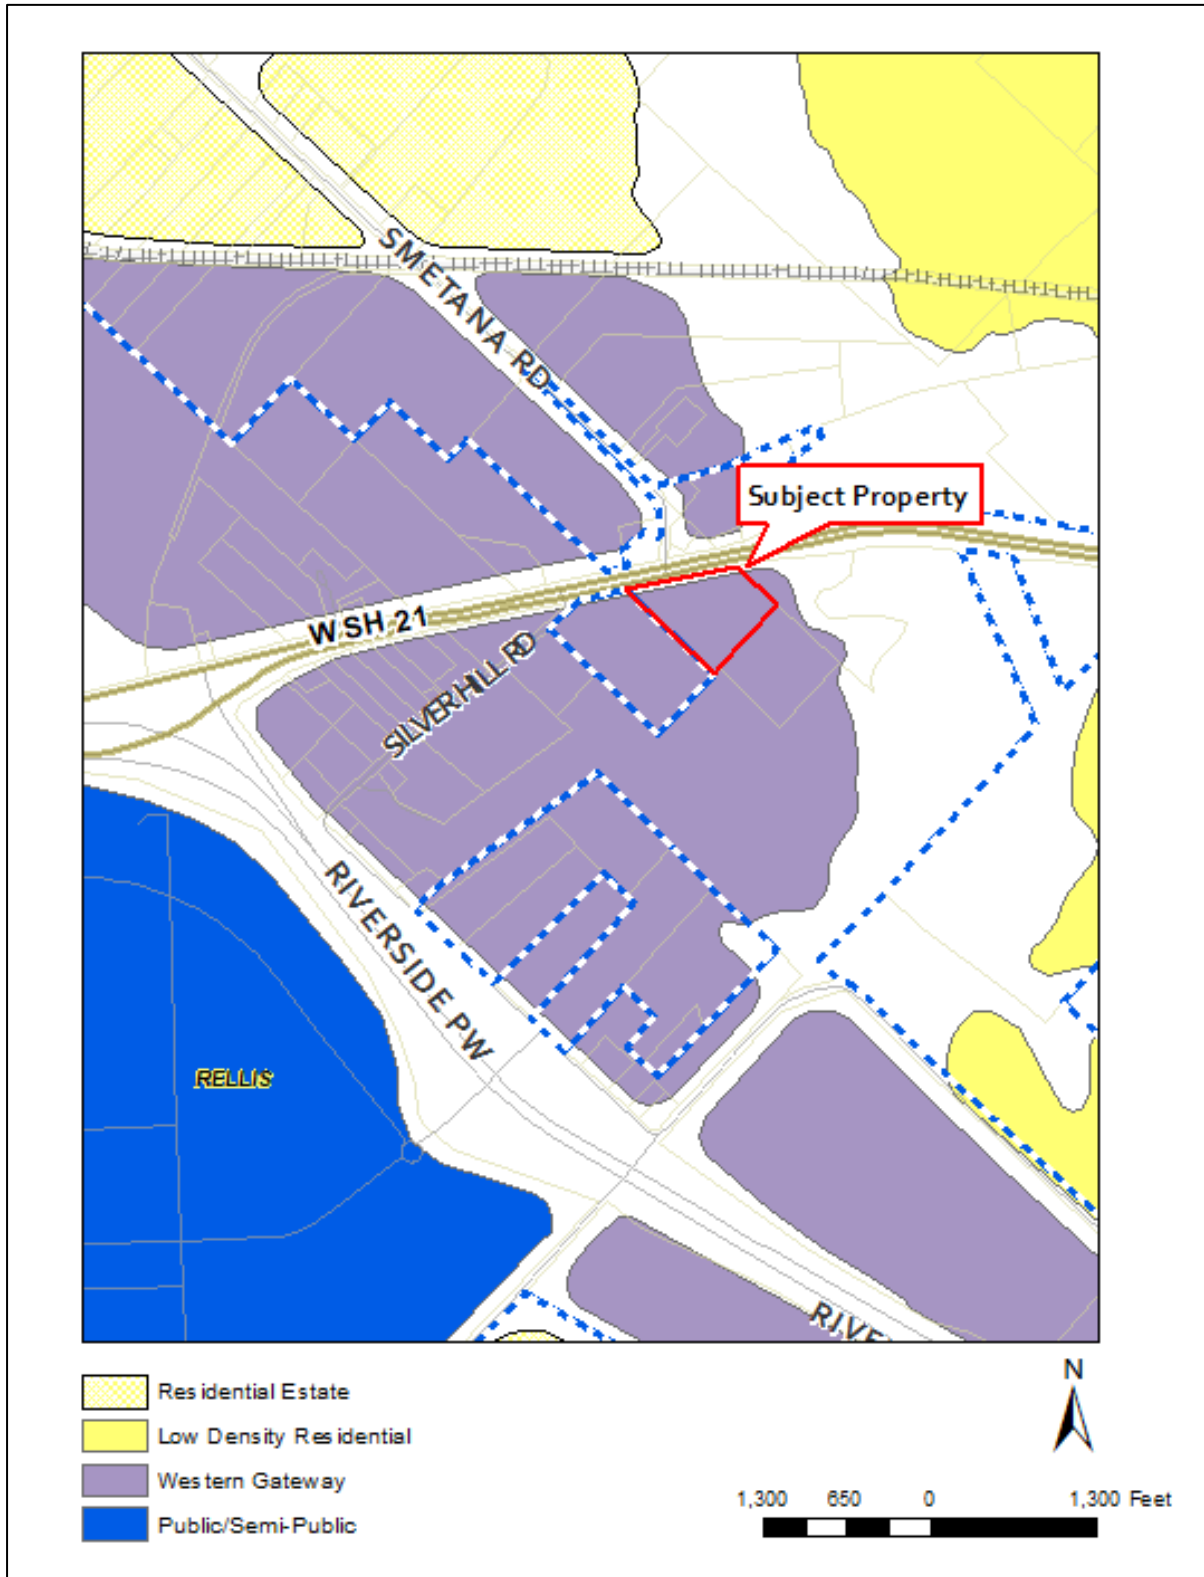 SMETANA RD
Subject Property
W SH 21
SILVER HILL RD
RIVERSIDE PW
RELLIS
RIVE
Residential Estate
Low Density Residential
Western Gateway
Public/Semi-Public
N
1,300 650 0 1,300 Feet